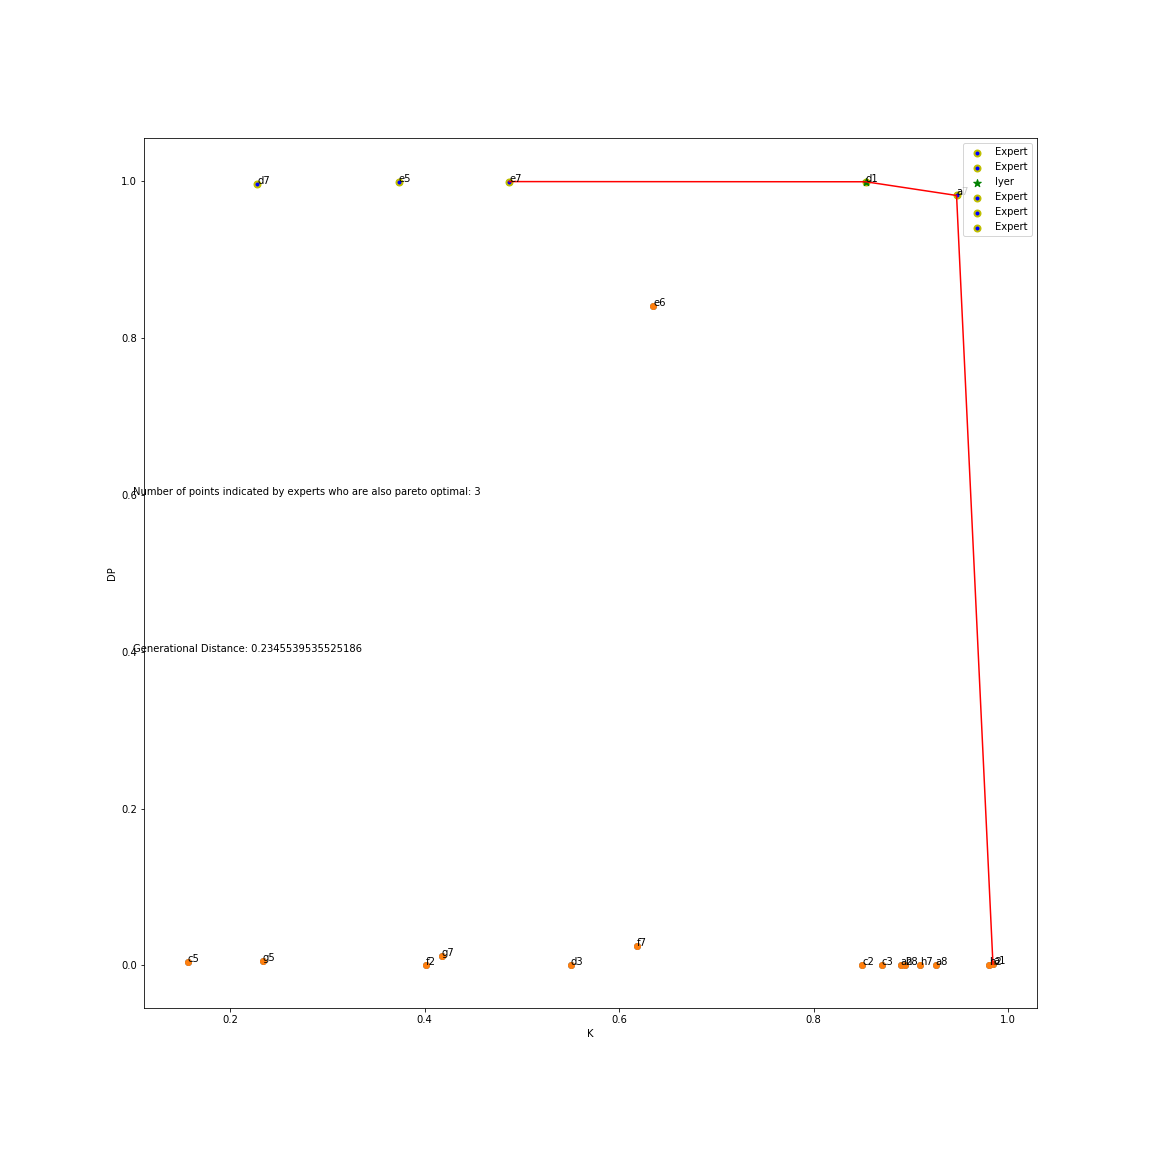 Expert
Expert
Iyer
Expert
Expert
Expert
d7
e5
e7
d1
1.0
e6
0.8
0.6
Number of points indicated by experts who are also pareto optimal: 3
DP
0.4
Generational Distance: 0.2345539535525186
0.2
f7
g7
c5
g5
f2
d3
c2
c3
h7
a8
0.0
0.2
0.4
0.6
0.8
1.0
K